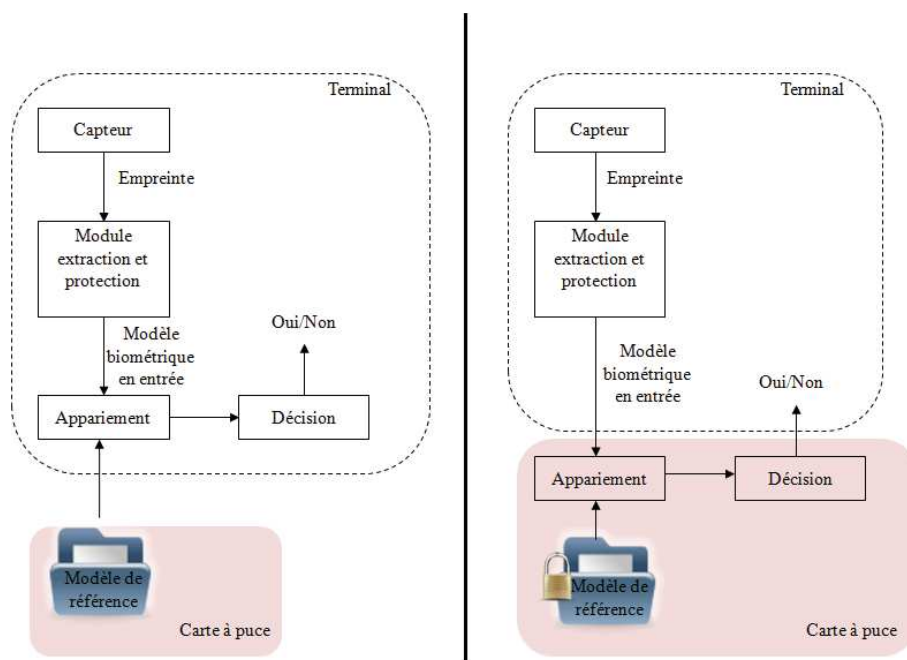 Terminal
Capteur
Empreinte
Module
extraction et
protection
Oui/Non
Modèle
biométrique
en entrée
Appariement
Décision
Modèle de
référence
Carte à puce
Terminal
Capteur
Empreinte
Module
extraction et
protection
Modèle
biométrique
en entrée
Oui/Non
Appariement
Décision
Modèle de
référence
Carte à puce